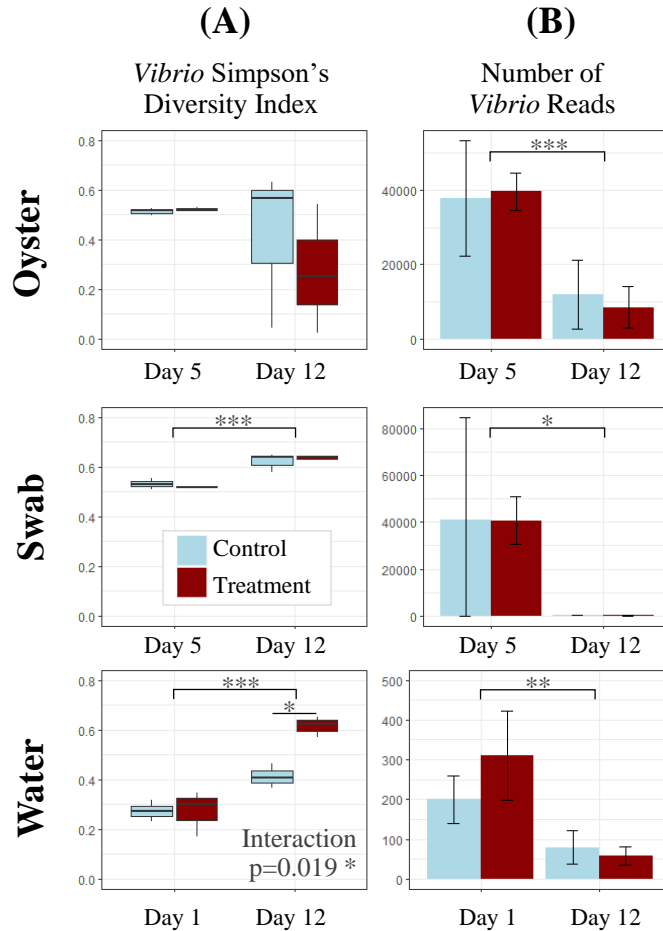 (A)
(B)
Vibrio Simpson's
Diversity Index
Number of
Vibrio Reads
Oyster
0.8
0.6
0.4
0.2
0.0
Day 5
Day 12
***
40000
20000
10000
0
Day 5
Day 12
Swab
0.8
0.6
0.4
0.2
0.0
***
Control
Treatment
Day 5
Day 12
*
80000
60000
40000
20000
0
Day 5
Day 12
Water
0.8
0.6
0.4
0.2
0.0
***
*
Interaction
p=0.019 *
Day 1
Day 12
**
500
400
300
200
100
0
Day 1
Day 12